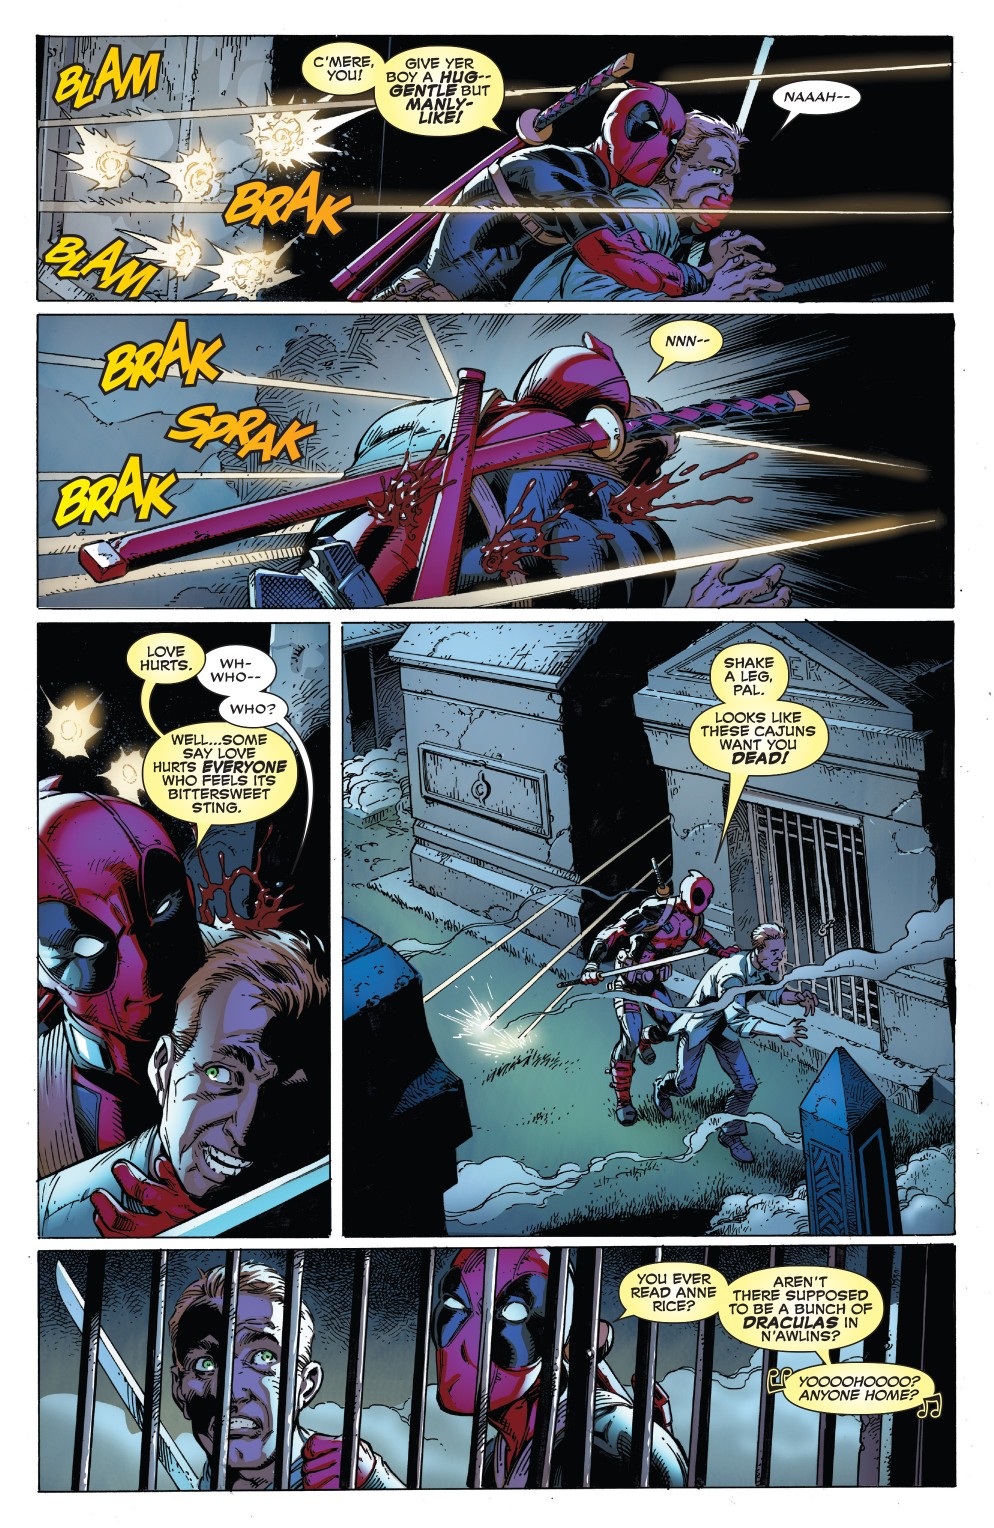 BLAM
C'MERE,
YOU!
GIVE YER
BOY A HUG--
GENTLE BUT
MANLY-
LIKE!
NAAAH--
BRAK
BLAM
BRAK
NNN--
SPRAK
BRAK
LOVE
HURTS.
WH-
WHO--
WHO?
WELL...SOME
SAY LOVE
HURTS EVERYONE
WHO FEELS ITS
BITTERSWEET
STING.
SHAKE
A LEG,
PAL.
LOOKS LIKE
THESE CAJUNS
WANT YOU
DEAD!
YOU EVER
READ ANNE
RICE?
AREN'T
THERE SUPPOSED
TO BE A BUNCH OF
DRACULAS IN
N'AWLINS?
YOOOOHOOOO?
ANYONE HOME?